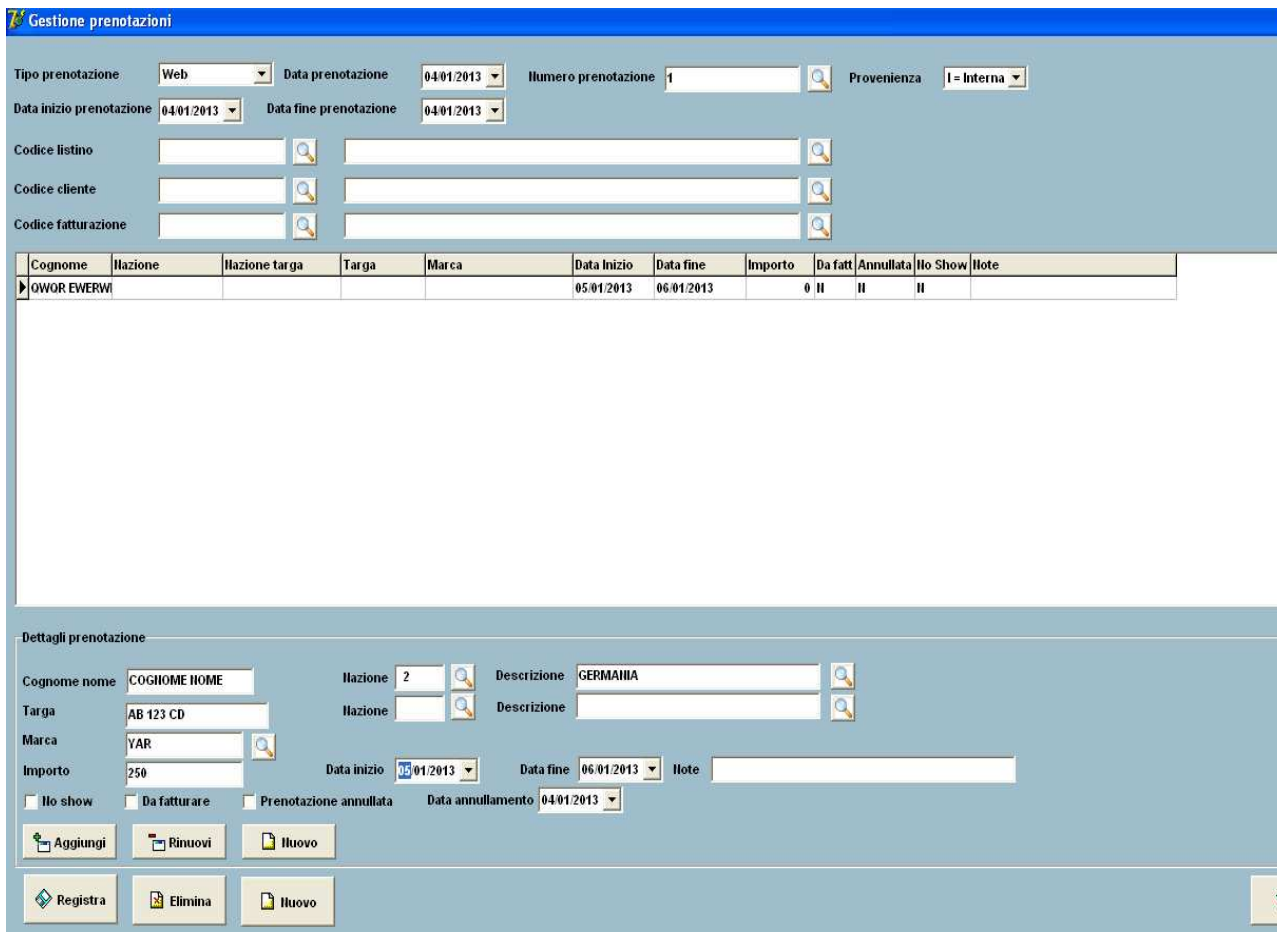 Gestione prenotazioni
Tipo prenotazione Web Data prenotazione 04/01/2013 Numero prenotazione 1 Provenienza I = Interna
Data inizio prenotazione 04/01/2013 Data fine prenotazione 04/01/2013
Codice listino
Codice cliente
Codice fatturazione
Cognome Nazione Nazione targa Targa Marca Data Inizio Data fine Importo Da fatt Annullata No Show Note
QWQR EWERW 05/01/2013 06/01/2013 0 N N N
Dettagli prenotazione
Cognome nome COGNOME NOME Nazione 2 Descrizione GERMANIA
Targa AB 123 CD Nazione Descrizione
Marca YAR
Importo 250 Data inizio 05/01/2013 Data fine 06/01/2013 Note
No show Da fatturare Prenotazione annullata Data annullamento 04/01/2013
Aggiungi Rinuovi Nuovo
Registra Elimina Nuovo